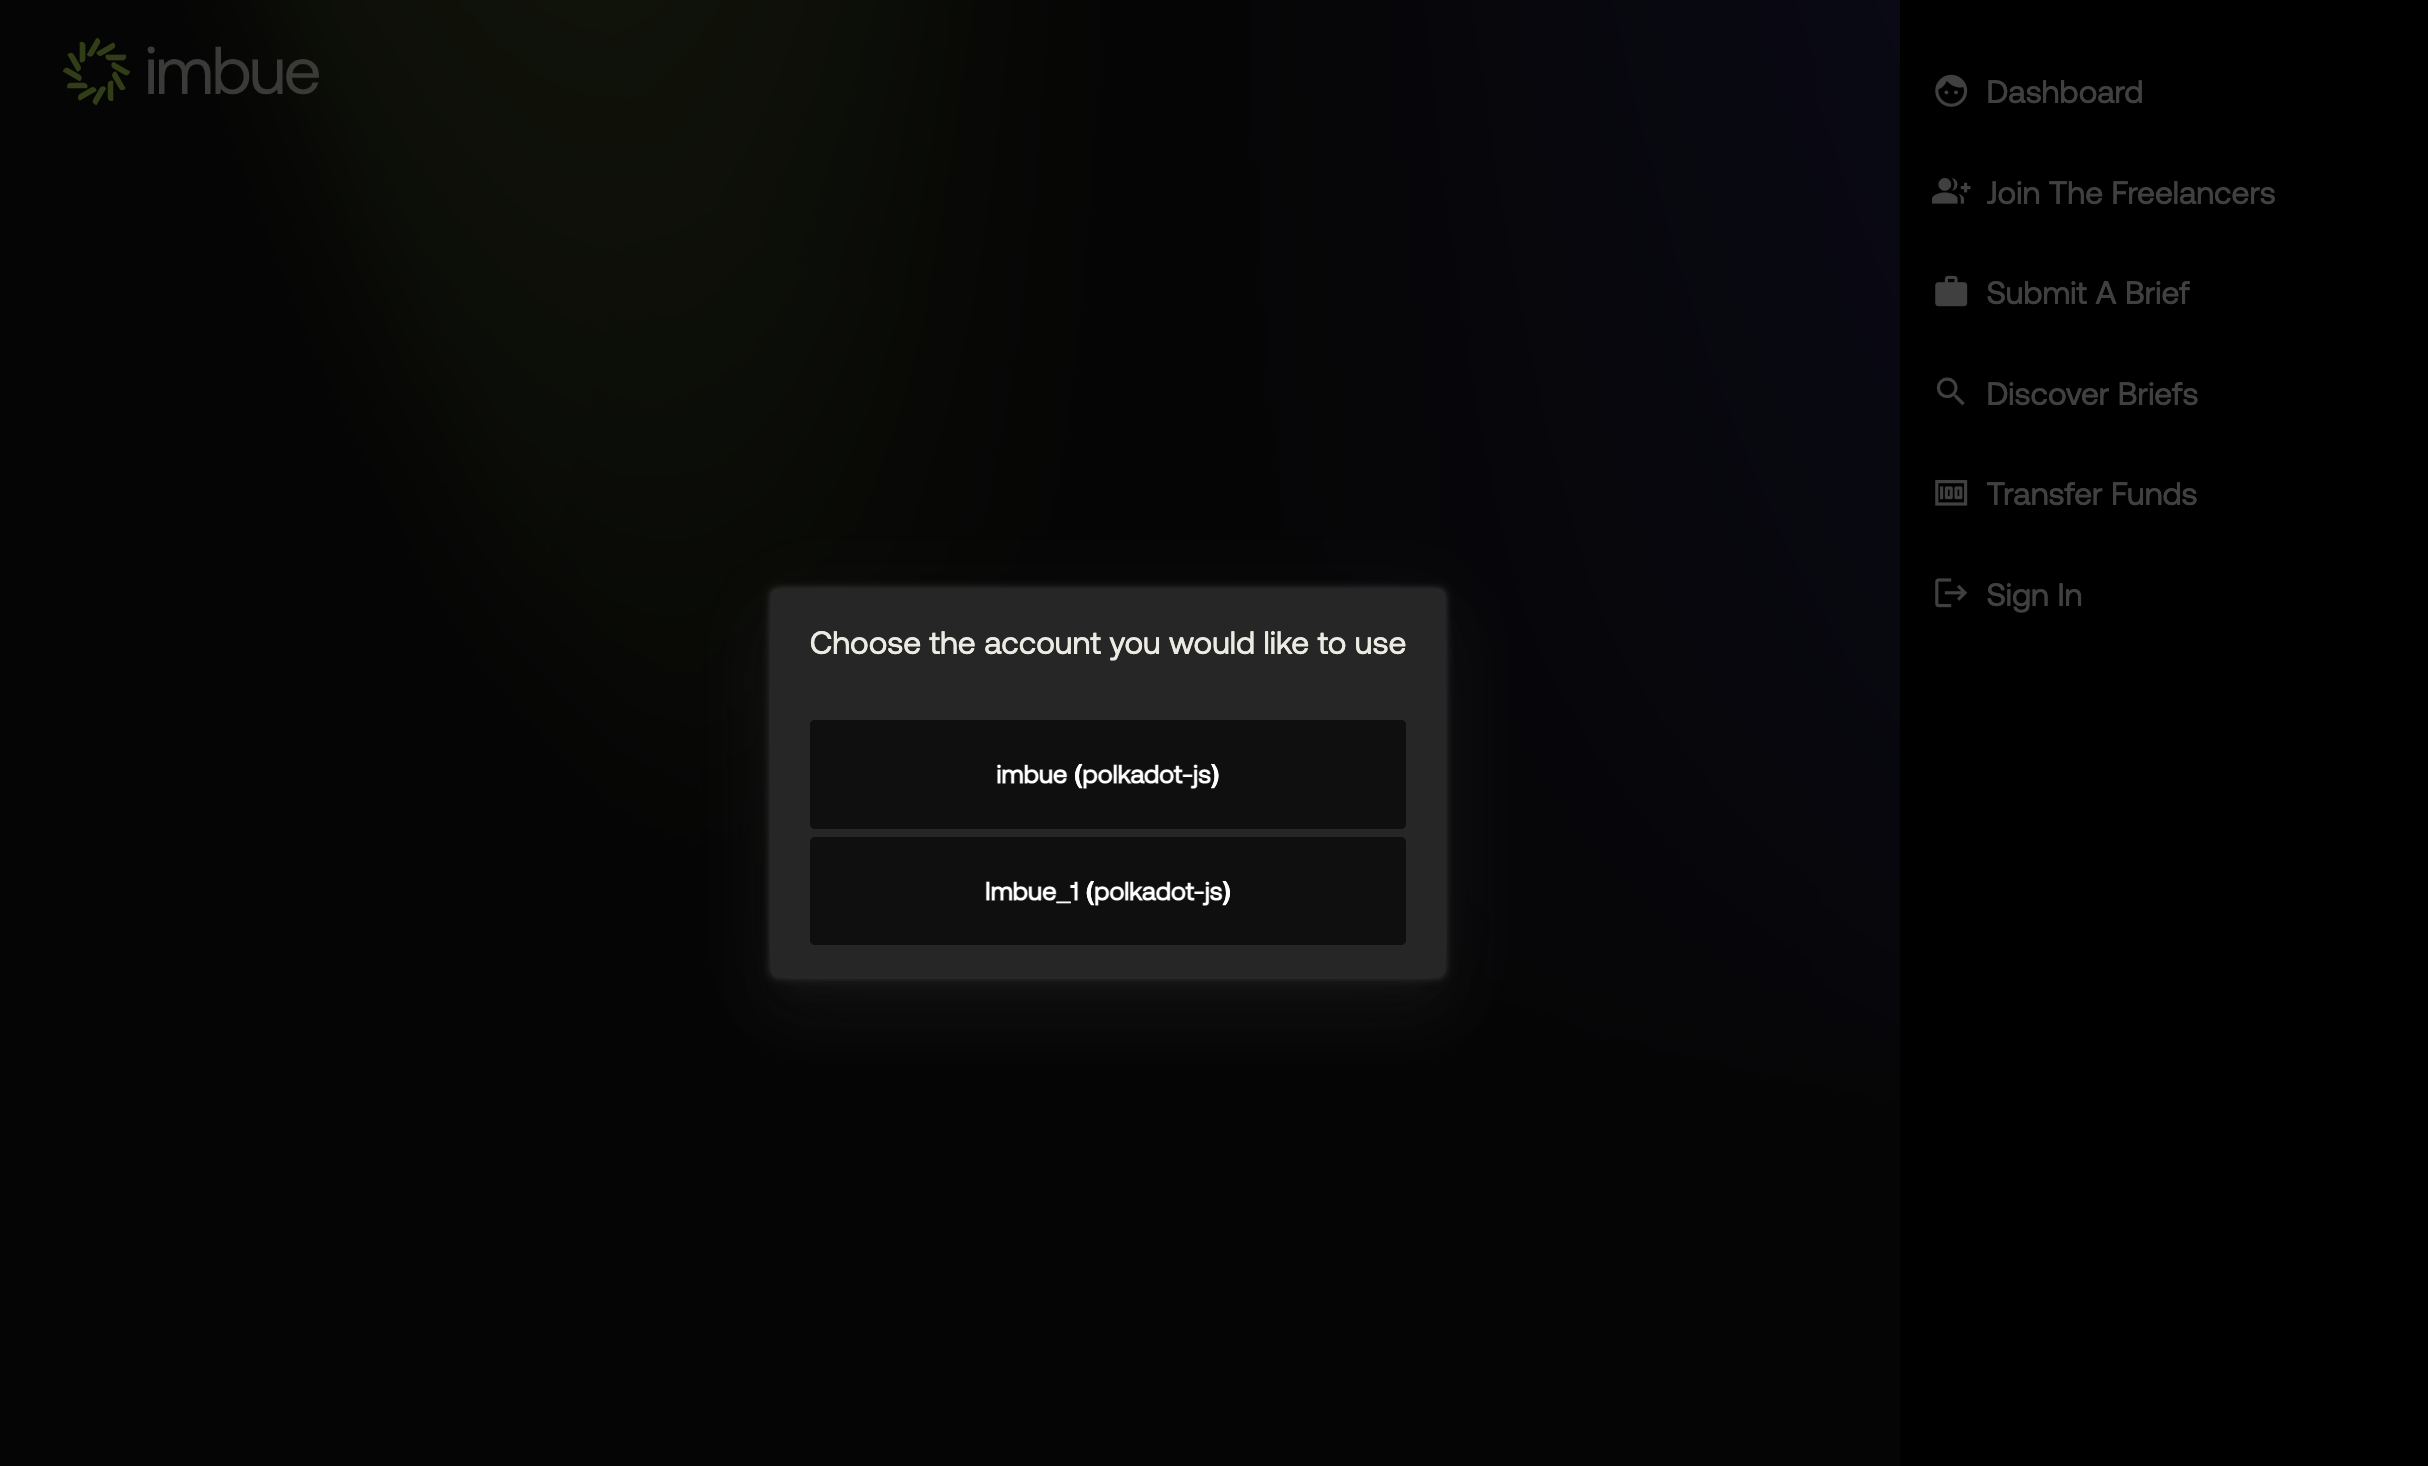 imbue
Dashboard
Join The Freelancers
Submit A Brief
Discover Briefs
Transfer Funds
Sign In
Choose the account you would like to use
imbue (polkadot-js)
Imbue_1 (polkadot-js)